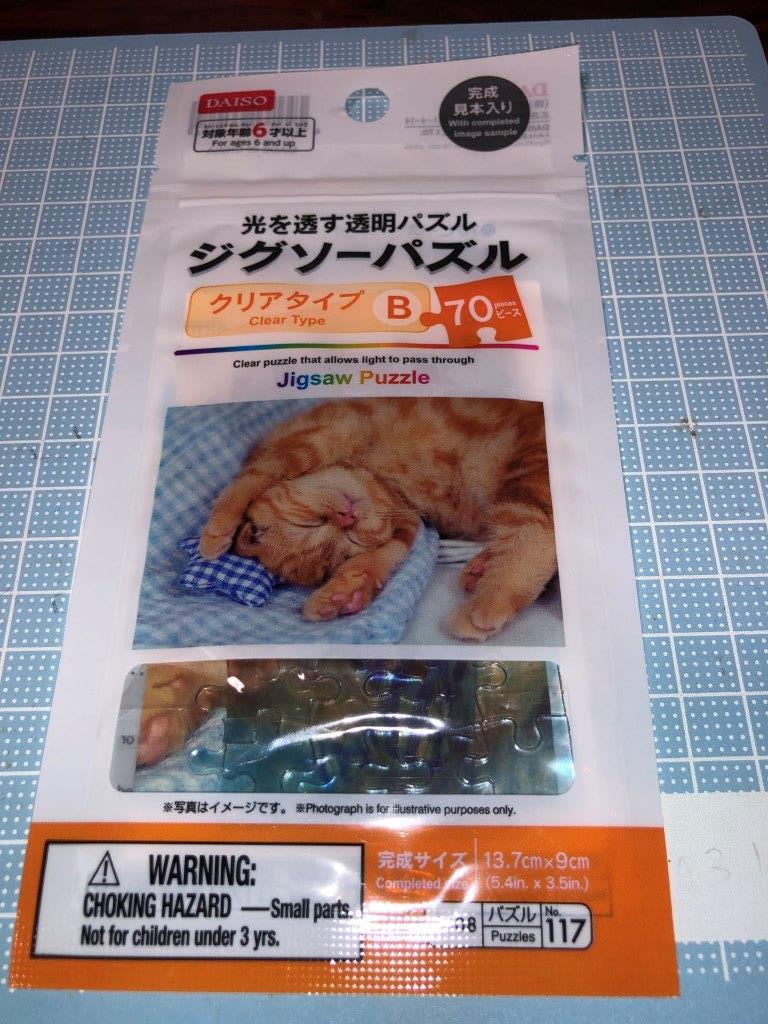 DAISO
対象年齢6才以上
For ages 6 and up
完成
見本入り
With completed
image sample
光を透す透明パズル
ジグソーパズル
クリアタイプ B
Clear Type
70 pieces
ピース
Clear puzzle that allows light to pass through
Jigsaw Puzzle
※写真はイメージです。 ※Photograph is for illustrative purposes only.
WARNING:
CHOKING HAZARD —Small parts.
Not for children under 3 yrs.
完成サイズ 13.7cm×9cm
Completed size (5.4in. x 3.5in.)
パズル No.
Puzzles 117